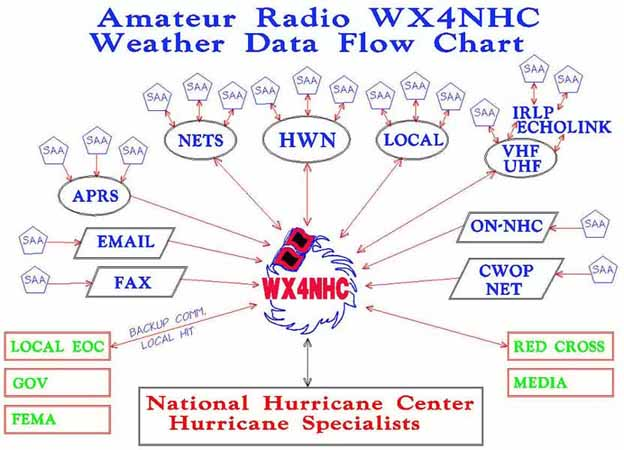 Amateur Radio WX4NHC
Weather Data Flow Chart
SAA SAA SAA SAA SAA SAA SAA SAA SAA SAA SAA SAA
IRLP
ECHOLINK
NETS
HWN
LOCAL
VHF
UHF
SAA SAA SAA
APRS
EMAIL
SAA
FAX
SAA
ON-NHC
SAA
CWOP
NET
SAA
WX4NHC
BACKUP COMM,
LOCAL HIT
LOCAL EOC
GOV
FEMA
RED CROSS
MEDIA
National Hurricane Center
Hurricane Specialists